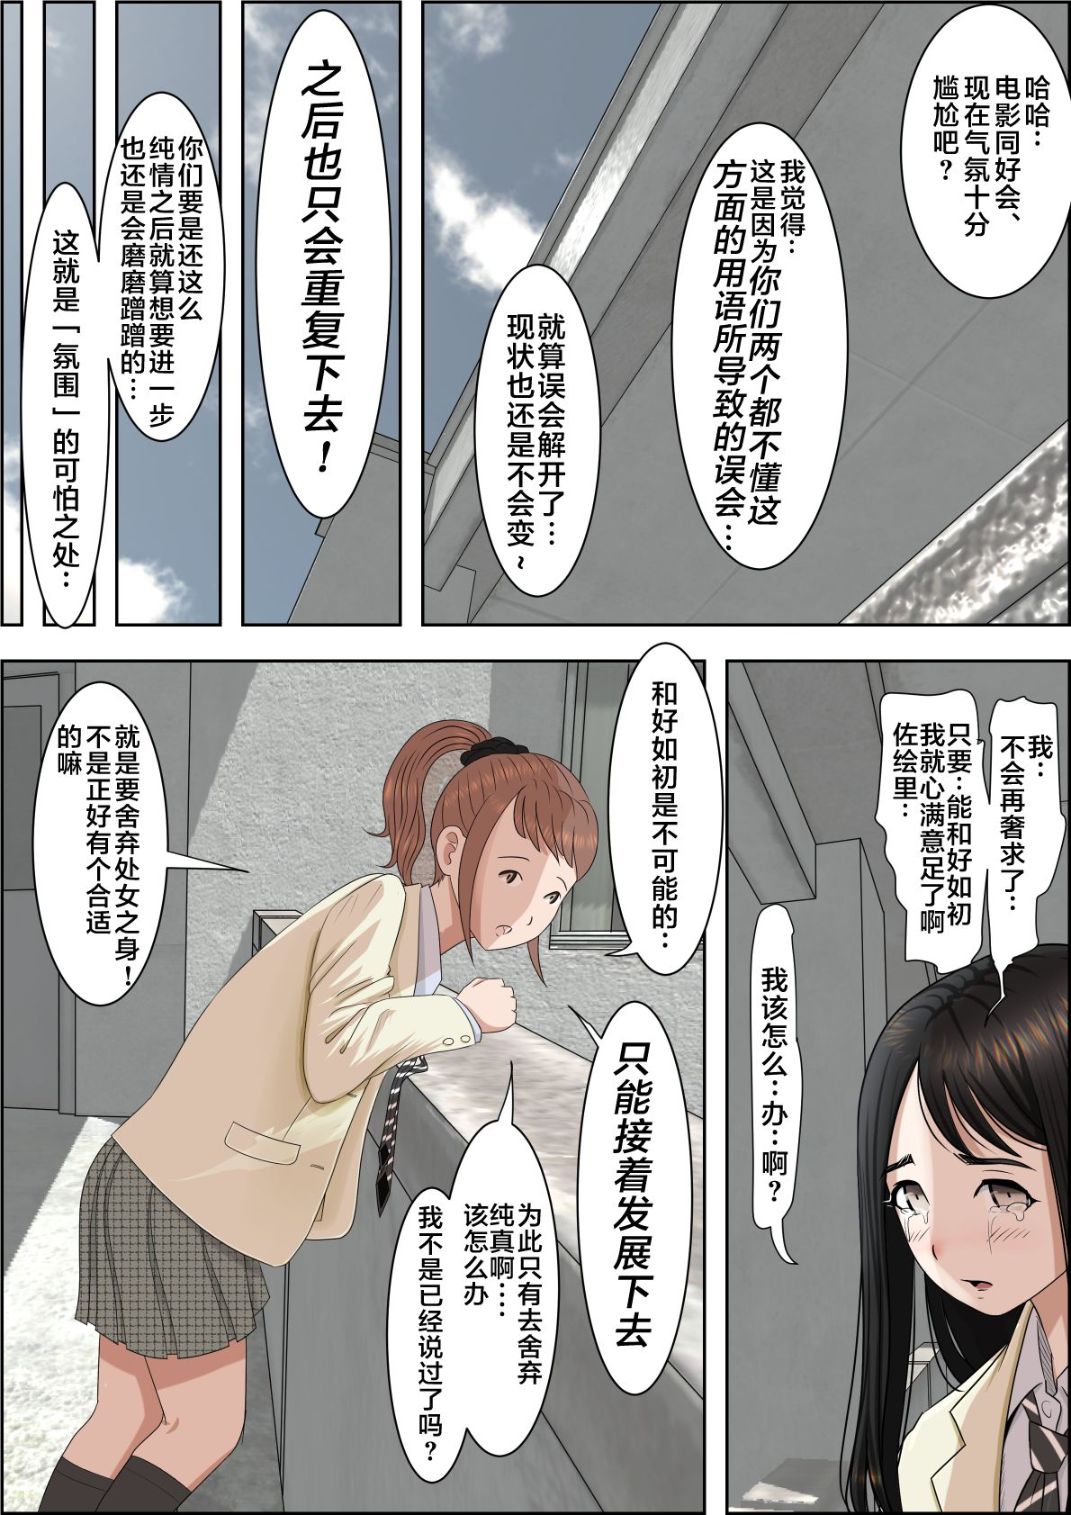 哈哈…
电影同好会、
现在气氛十分
尴尬吧？
我觉得…
这是因为你们两个都不懂这
方面的用语所导致的误会…
就算误会解开了…
现状也还是不会变~
之后也只会重复下去！
你们要是还这么
纯情之后就算想要进一步
也还是会磨磨蹭蹭的…
这就是「氛围」的可怕之处…
我…
不会再奢求了…
只要…能和好如初
我就心满意足了啊
佐绘里…
我该怎么…办…啊？
和好如初是不可能的…
只能接着发展下去
为此只有去舍弃
纯真啊……
该怎么办
我不是已经说过了吗？
就是要舍弃处女之身！
不是正好有个合适
的嘛